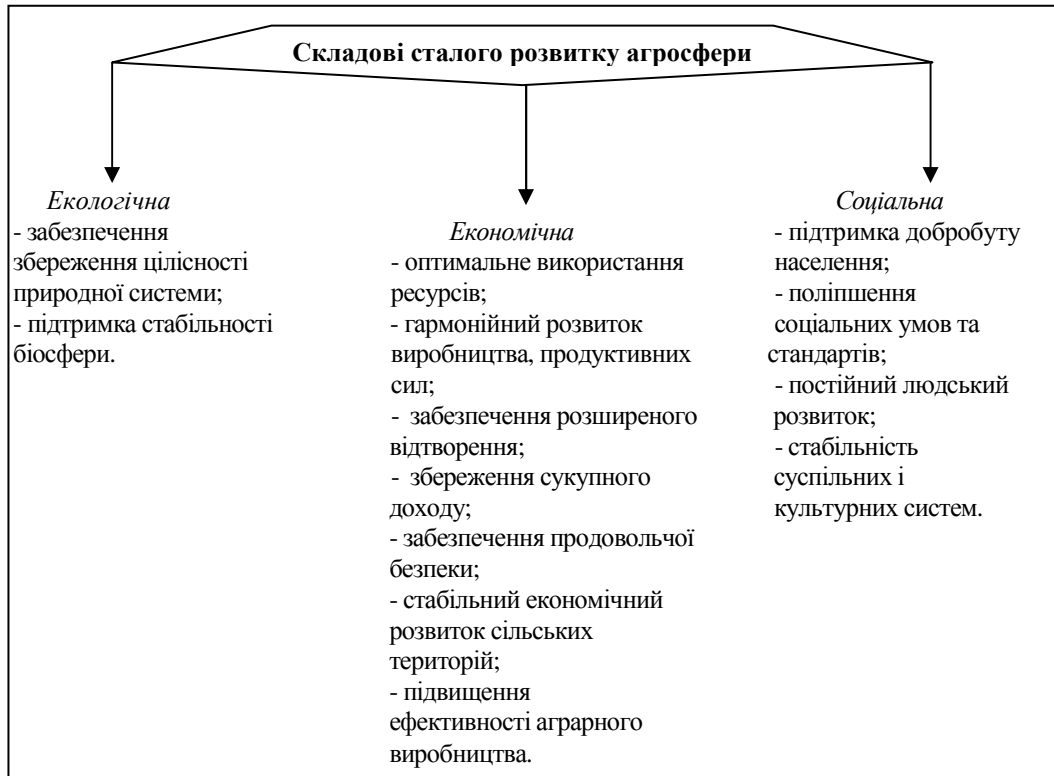 Складові сталого розвитку агросфери
Екологічна
- забезпечення
збереження цілісності
природної системи;
- підтримка стабільності
біосфери.
Економічна
- оптимальне використання
ресурсів;
- гармонійний розвиток
виробництва, продуктивних
сил;
- забезпечення розширеного
відтворення;
- збереження сукупного
доходу;
- забезпечення продовольчої
безпеки;
- стабільний економічний
розвиток сільських
територій;
- підвищення
ефективності аграрного
виробництва.
Соціальна
- підтримка добробуту
населення;
- поліпшення
соціальних умов та
стандартів;
- постійний людський
розвиток;
- стабільність
суспільних і
культурних систем.